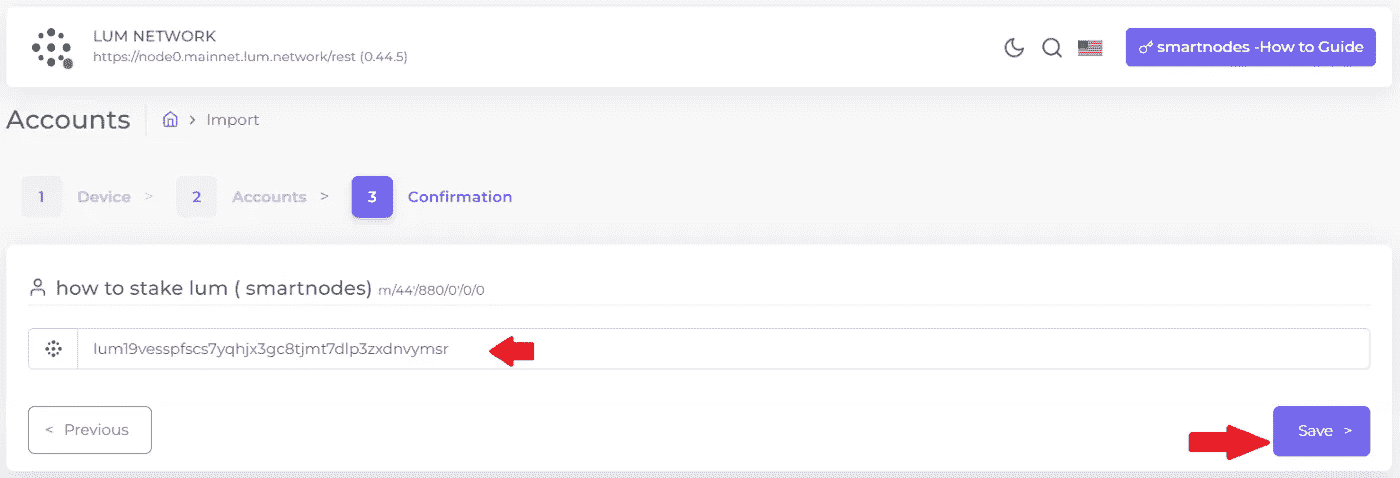 LUM NETWORK
https://node0.mainnet.lum.network/rest (0.44.5)
smartnodes -How to Guide
Accounts
> Import
1 Device > 2 Accounts > 3 Confirmation
how to stake lum ( smartnodes) m/44'/880/0'/0/0
lum19vesspfscs7yqhjx3gc8tjmt7dlp3zxdnvymsr
< Previous
Save >